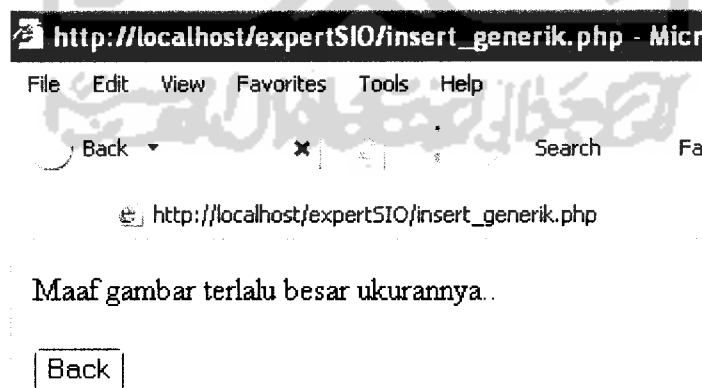 http://localhost/expertSIO/insert_generik.php - Micr
File Edit View Favorites Tools Help
Back Search Fa
http://localhost/expertSIO/insert_generik.php
Maaf gambar terlalu besar ukurannya..
Back